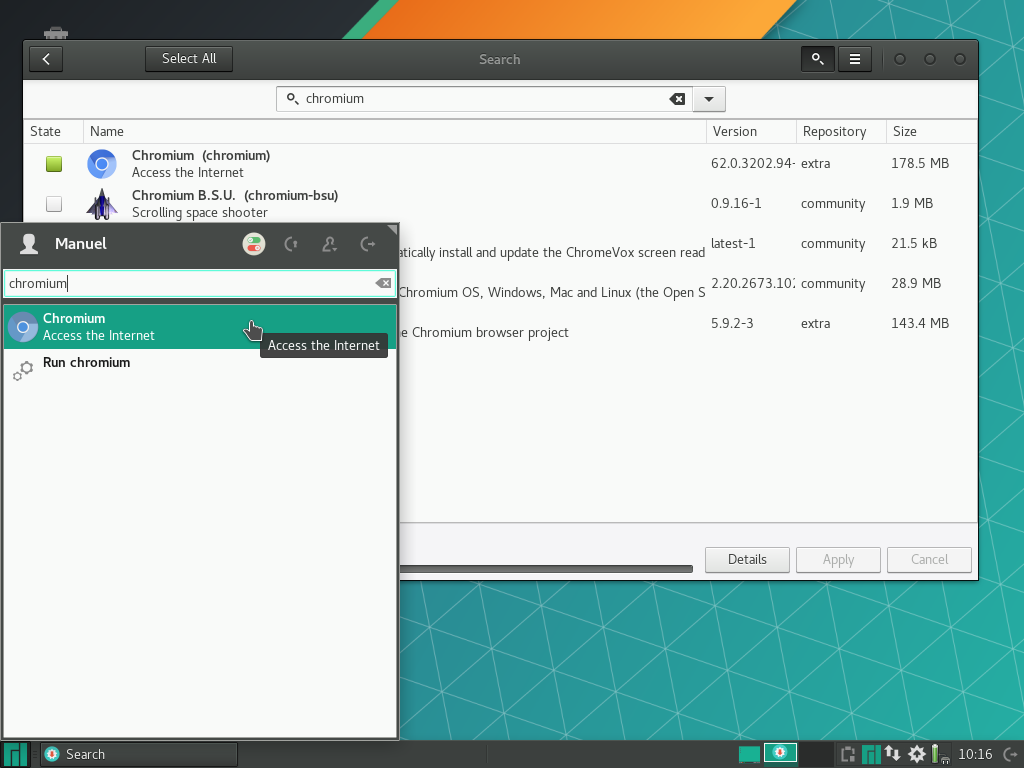 Select All
Search
chromium
State Name Version Repository Size
Chromium (chromium)
Access the Internet
62.0.3202.94- extra 178.5 MB
Chromium B.S.U. (chromium-bsu)
Scrolling space shooter
0.9.16-1 community 1.9 MB
atically install and update the ChromeVox screen read
latest-1 community 21.5 kB
Chromium OS, Windows, Mac and Linux (the Open S
2.20.2673.102 community 28.9 MB
e Chromium browser project
5.9.2-3 extra 143.4 MB
Details Apply Cancel
Manuel
chromium
Chromium
Access the Internet
Access the Internet
Run chromium
Search
10:16